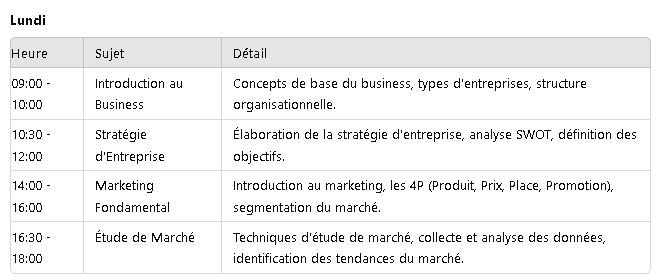 Lundi
Heure Sujet Détail
09:00 - Introduction au Concepts de base du business, types d'entreprises, structure
10:00 Business organisationnelle.
10:30 - Stratégie Élaboration de la stratégie d'entreprise, analyse SWOT, définition des
12:00 d'Entreprise objectifs.
14:00 - Marketing Introduction au marketing, les 4P (Produit, Prix, Place, Promotion),
16:00 Fondamental segmentation du marché.
16:30 - Étude de Marché Techniques d'étude de marché, collecte et analyse des données,
18:00 identification des tendances du marché.